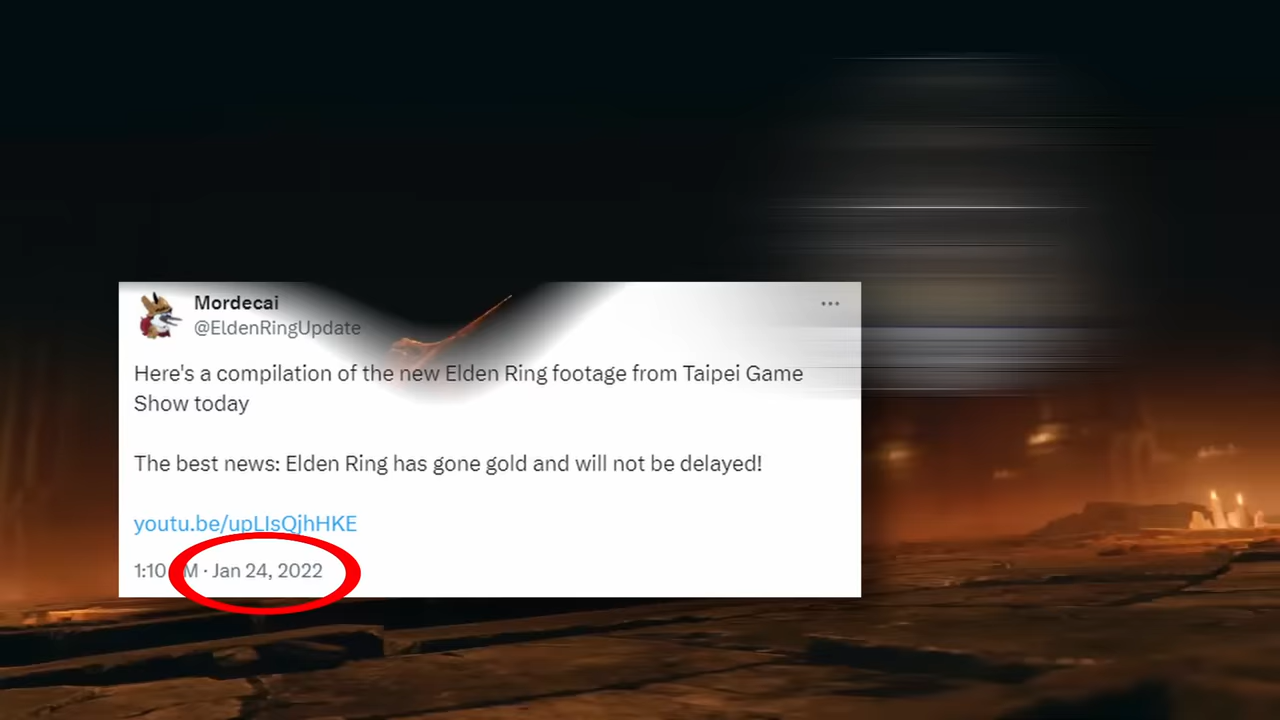 Mordecai
@EldenRingUpdate
Here's a compilation of the new Elden Ring footage from Taipei Game
Show today
The best news: Elden Ring has gone gold and will not be delayed!
youtu.be/upLIsQjhHKE
1:10 M · Jan 24, 2022